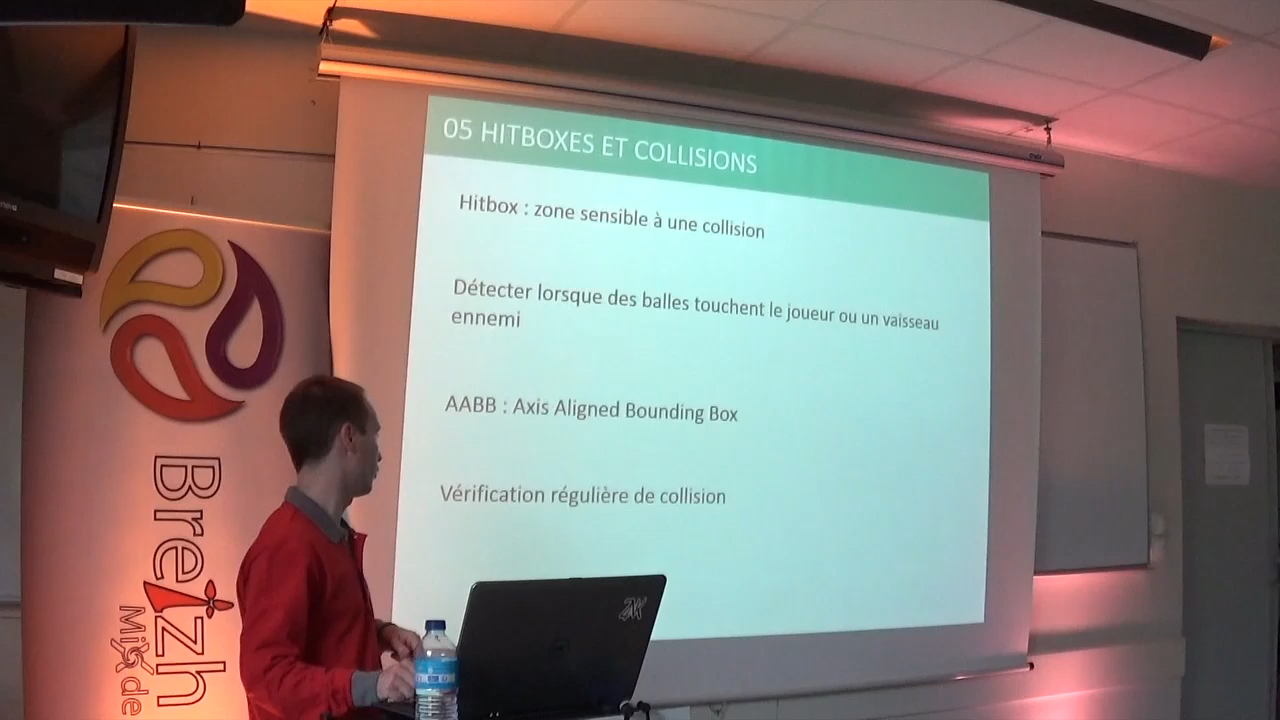 05 HITBOXES ET COLLISIONS
Hitbox : zone sensible à une collision
Détecter lorsque des balles touchent le joueur ou un vaisseau
ennemi
AABB : Axis Aligned Bounding Box
Vérification régulière de collision
Breizh